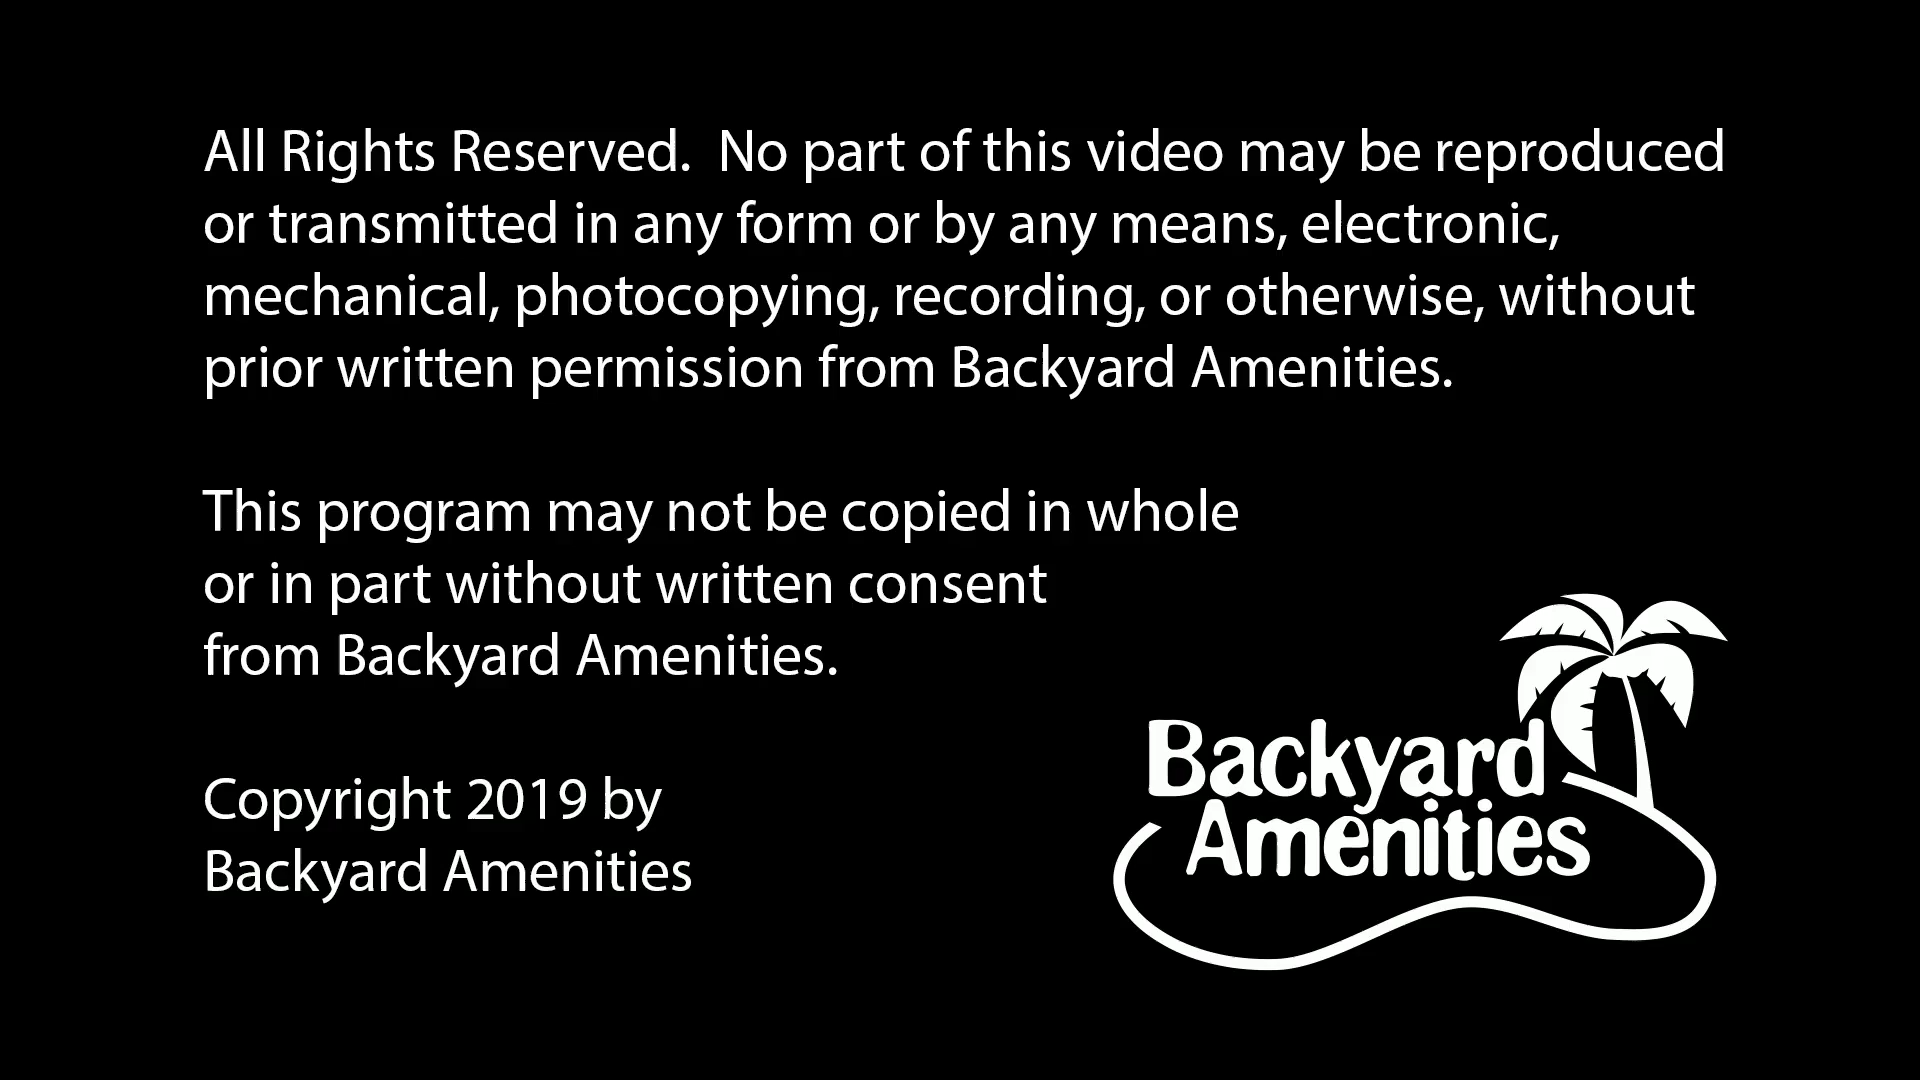 All Rights Reserved.  No part of this video may be reproduced
or transmitted in any form or by any means, electronic,
mechanical, photocopying, recording, or otherwise, without
prior written permission from Backyard Amenities.
This program may not be copied in whole
or in part without written consent
from Backyard Amenities.
Copyright 2019 by
Backyard Amenities
Backyard
Amenities